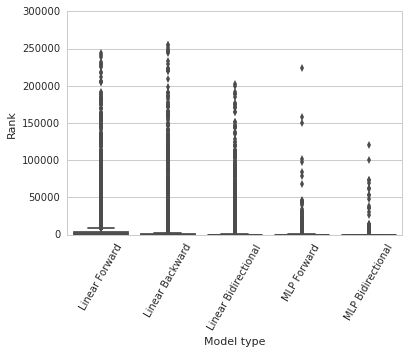 300000
250000
200000
150000
100000
50000
0
Rank
Linear Forward
Linear Backward
Linear Bidirectional
MLP Forward
MLP Bidirectional
Model type